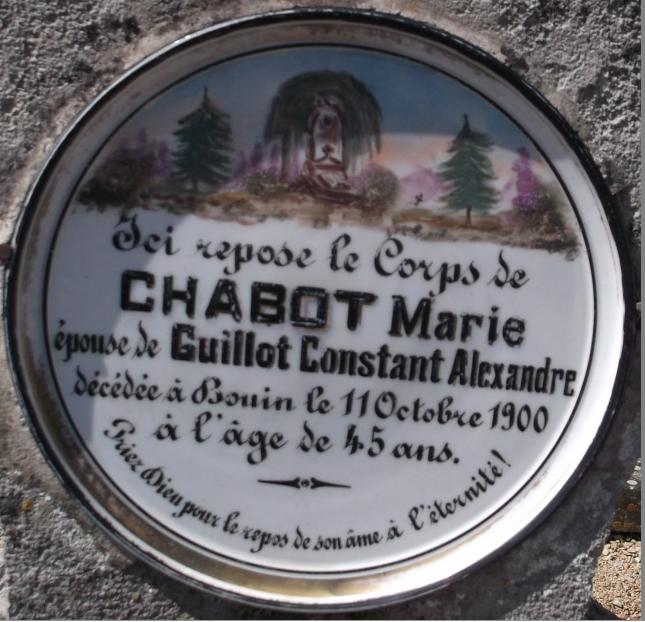 Ici repose le Corps de
CHABOT Marie
épouse de Guillot Constant Alexandre
décédée à Bouin le 11 Octobre 1900
à l'âge de 45 ans.
Priez Dieu pour le repos de son âme à l'éternité!